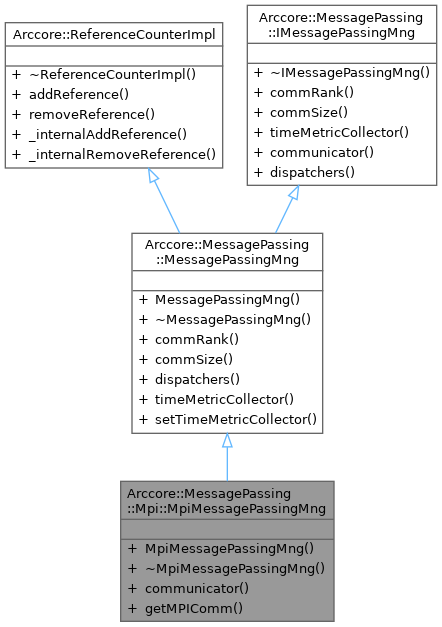 Arccore::ReferenceCounterImpl
+ ~ReferenceCounterImpl()
+ addReference()
+ removeReference()
+ _internalAddReference()
+ _internalRemoveReference()
Arccore::MessagePassing
::IMessagePassingMng
+ ~IMessagePassingMng()
+ commRank()
+ commSize()
+ timeMetricCollector()
+ communicator()
+ dispatchers()
Arccore::MessagePassing
::MessagePassingMng
+ MessagePassingMng()
+ ~MessagePassingMng()
+ commRank()
+ commSize()
+ dispatchers()
+ timeMetricCollector()
+ setTimeMetricCollector()
Arccore::MessagePassing
::Mpi::MpiMessagePassingMng
+ MpiMessagePassingMng()
+ ~MpiMessagePassingMng()
+ communicator()
+ getMPIComm()